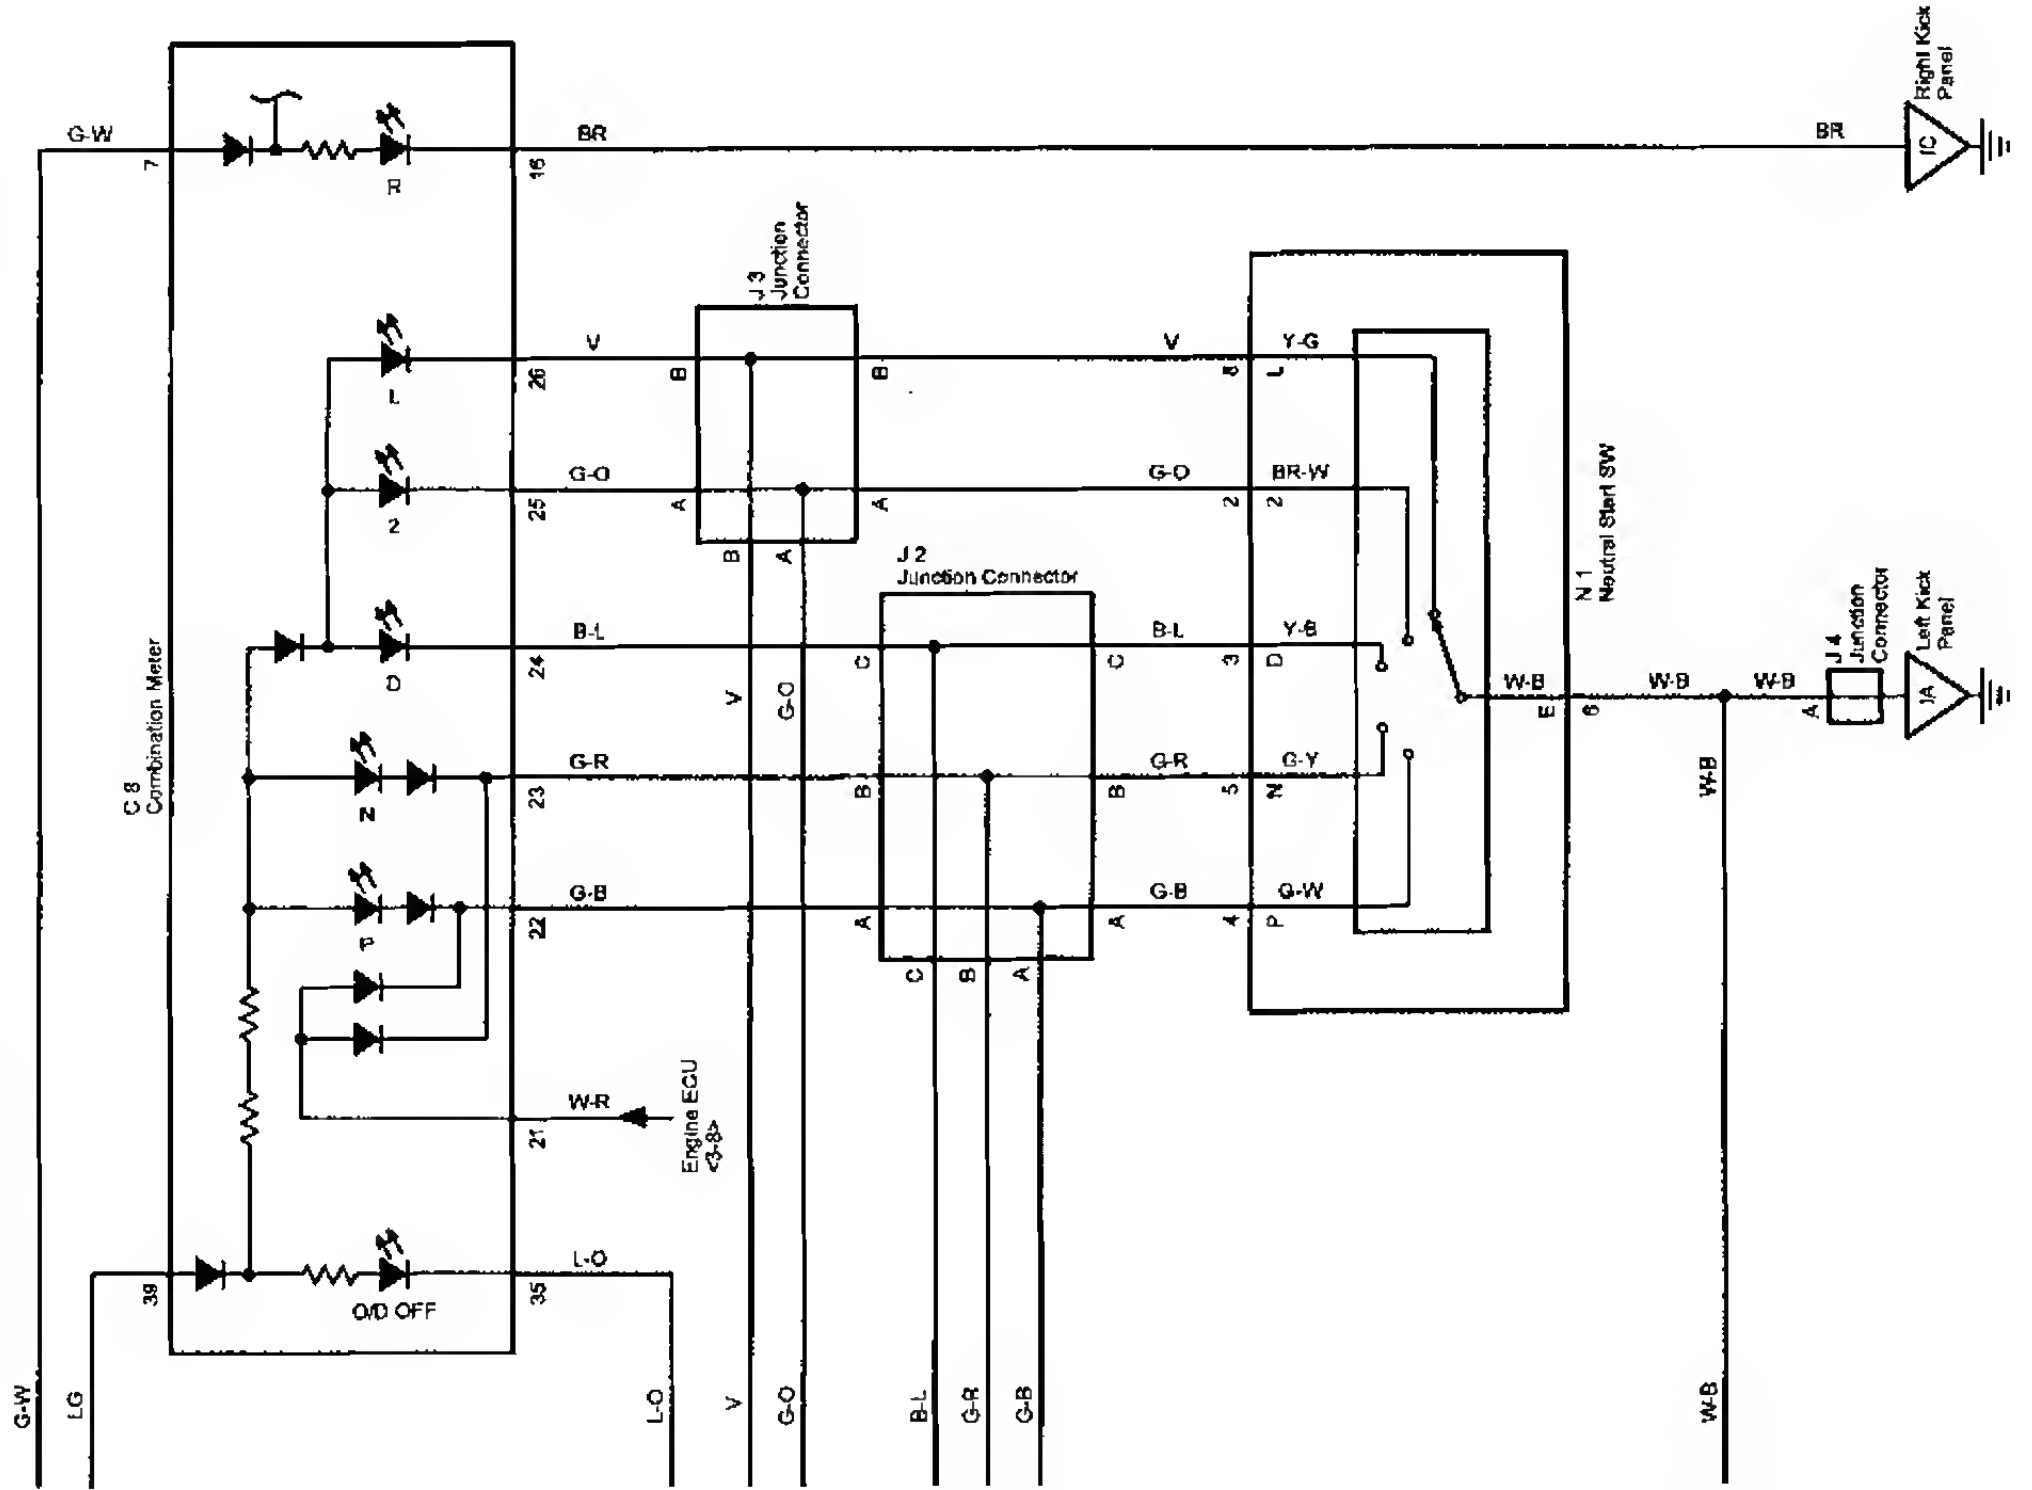 Right Kick
Panel
G-W
7
R
16
BR
BR
IC
J 3
Junction
Connector
L
26
V
B
B
V
8
Y-G
L
2
25
G-O
A
A
G-O
2
BR-W
2
B
A
J 2
Junction Connector
N 1
Neutral Start SW
C 8
Combination Meter
D
24
B-L
C
C
B-L
3
Y-B
D
V
G-O
W-B
E
6
W-B
W-B
A
J 4
Junction
Connector
Left Kick
Panel
IA
N
23
G-R
B
B
G-R
5
G-Y
N
W-B
P
22
G-B
A
A
G-B
4
G-W
P
C
B
A
21
W-R
Engine ECU
<3-8>
39
O/D OFF
35
L-O
G-W
LG
L-O
V
G-O
B-L
G-R
G-B
W-B